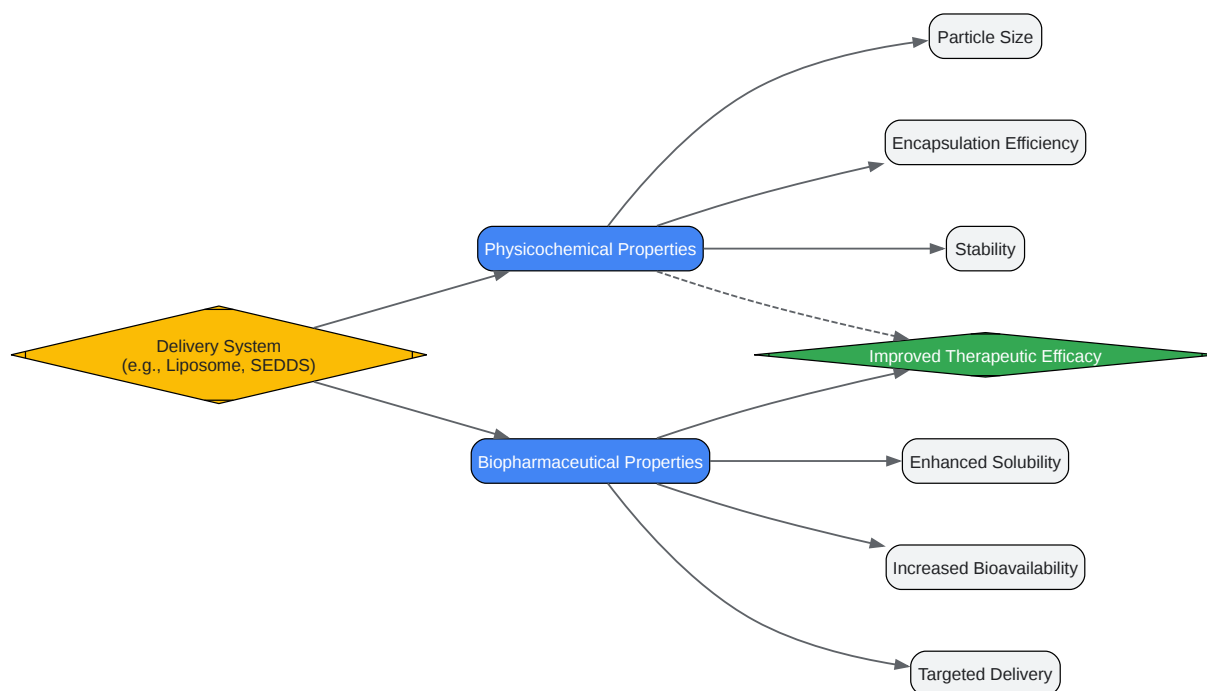 Particle Size
Encapsulation Efficiency
Physicochemical Properties
Stability
Delivery System
(e.g., Liposome, SEDDS)
Improved Therapeutic Efficacy
Biopharmaceutical Properties
Enhanced Solubility
Increased Bioavailability
Targeted Delivery